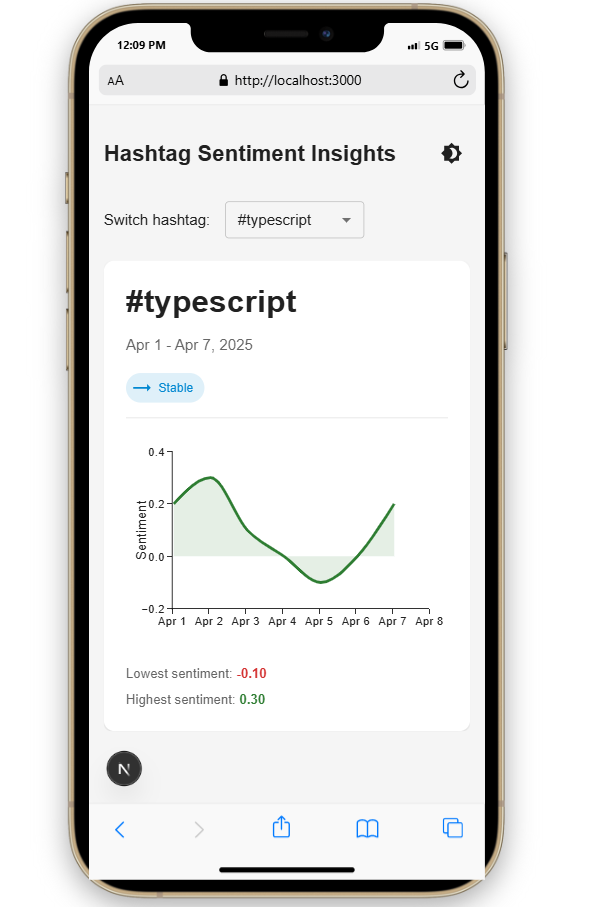 12:09 PM 5G
AA http://localhost:3000
Hashtag Sentiment Insights
Switch hashtag: #typescript
#typescript
Apr 1 - Apr 7, 2025
Stable
Sentiment
0.4
0.2
0.0
−0.2
Apr 1 Apr 2 Apr 3 Apr 4 Apr 5 Apr 6 Apr 7 Apr 8
Lowest sentiment: -0.10
Highest sentiment: 0.30
N